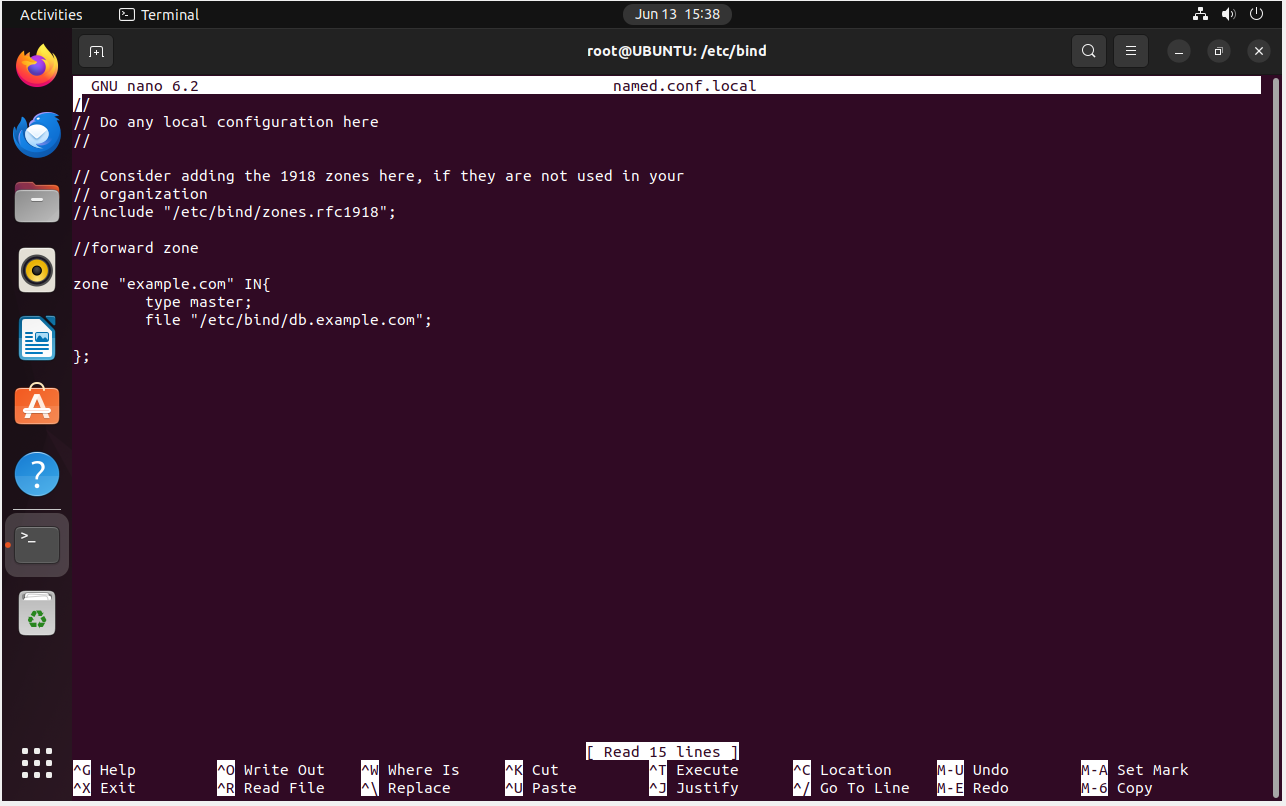 Activities Terminal Jun 13 15:38
root@UBUNTU: /etc/bind
GNU nano 6.2 named.conf.local
//
// Do any local configuration here
//
// Consider adding the 1918 zones here, if they are not used in your
// organization
//include "/etc/bind/zones.rfc1918";
//forward zone
zone "example.com" IN{
type master;
file "/etc/bind/db.example.com";
};
[ Read 15 lines ]
^G Help ^O Write Out ^W Where Is ^K Cut ^T Execute ^C Location M-U Undo M-A Set Mark
^X Exit ^R Read File ^\ Replace ^U Paste ^J Justify ^/ Go To Line M-E Redo M-6 Copy